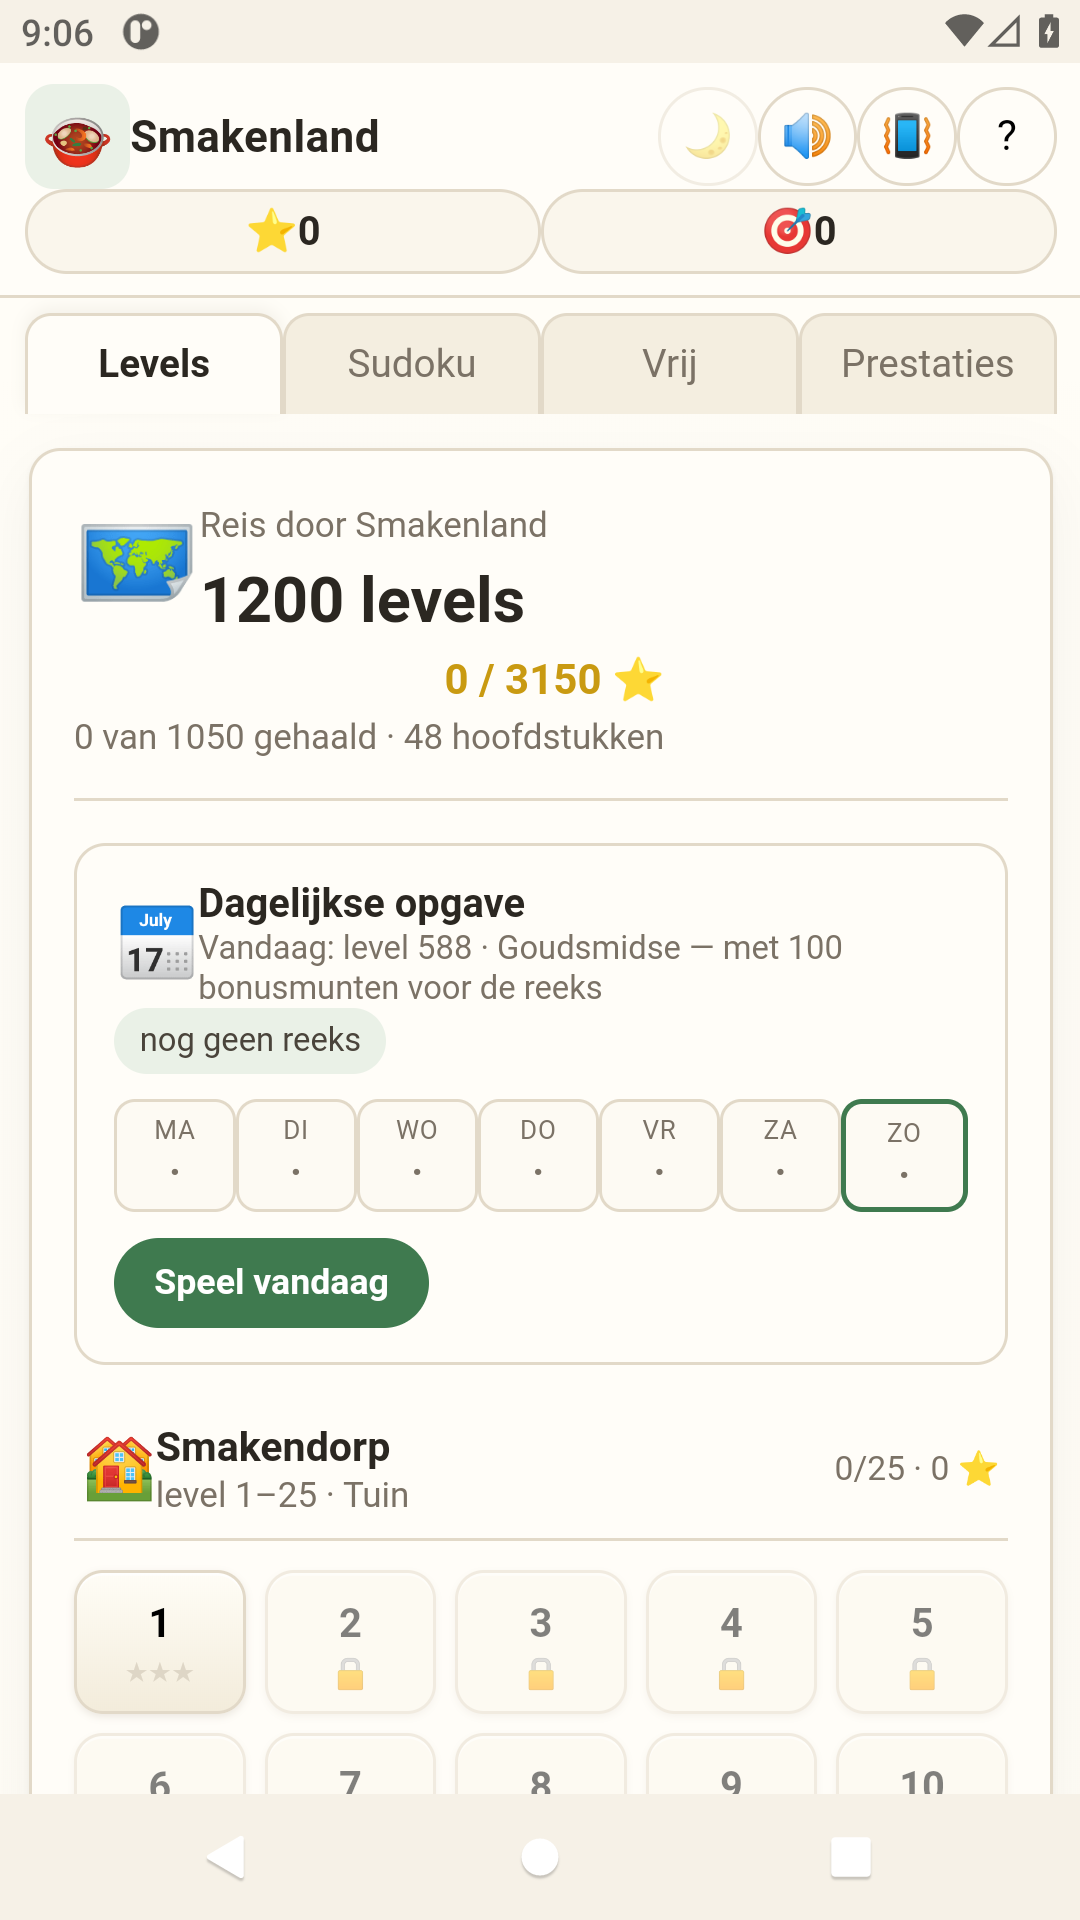 9:06
Smakenland
?
0
0
Levels
Sudoku
Vrij
Prestaties
Reis door Smakenland
1200 levels
0 / 3150
0 van 1050 gehaald · 48 hoofdstukken
July
17
Dagelijkse opgave
Vandaag: level 588 · Goudsmidse — met 100
bonusmunten voor de reeks
nog geen reeks
MA
DI
WO
DO
VR
ZA
ZO
Speel vandaag
Smakendorp
level 1–25 · Tuin
0/25 · 0
1
2
3
4
5
6
7
8
9
10